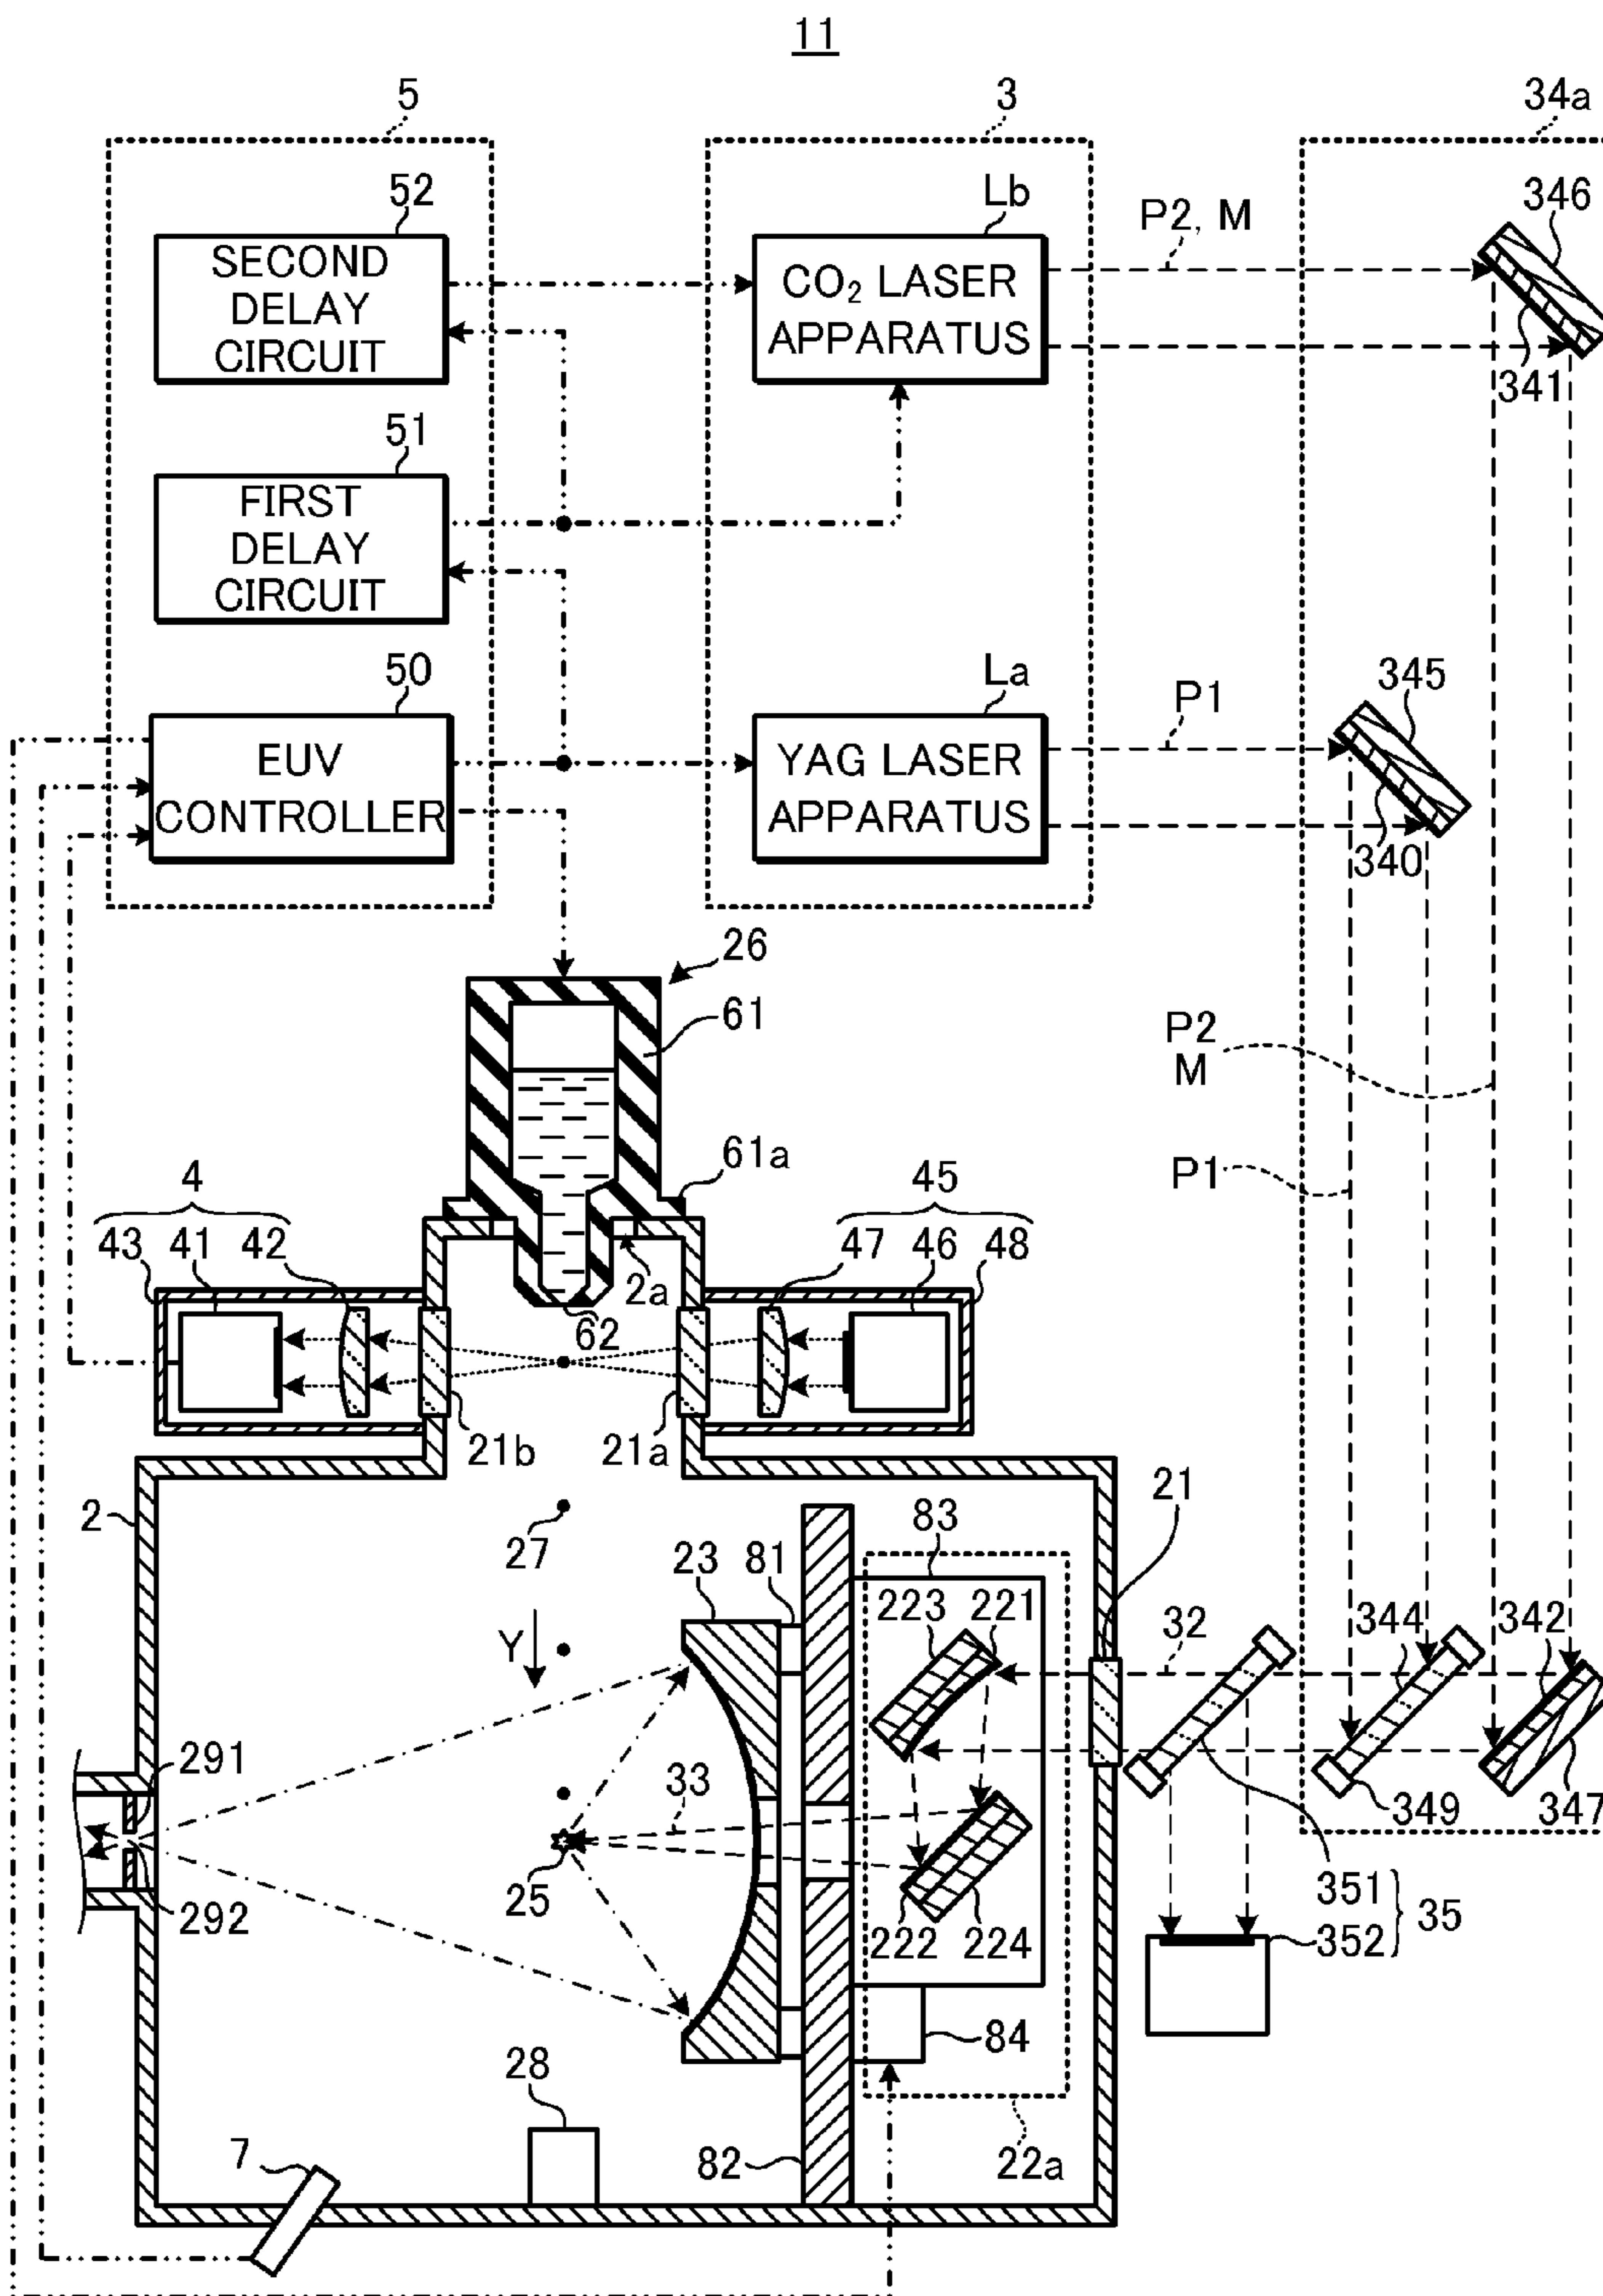 11
5
3
34a
52
Lb
P2, M
346
SECOND
DELAY
CIRCUIT
CO₂ LASER
APPARATUS
341
51
FIRST
DELAY
CIRCUIT
50
La
P1
345
EUV
CONTROLLER
YAG LASER
APPARATUS
340
26
61
P2
M
61a
P1
4
45
43 41 42
47 46 48
2a
62
21b
21a
2
27
83
21
23
81
223
221
32
344
342
Y
291
33
349
347
25
351
35
292
222
224
352
84
28
7
82
22a